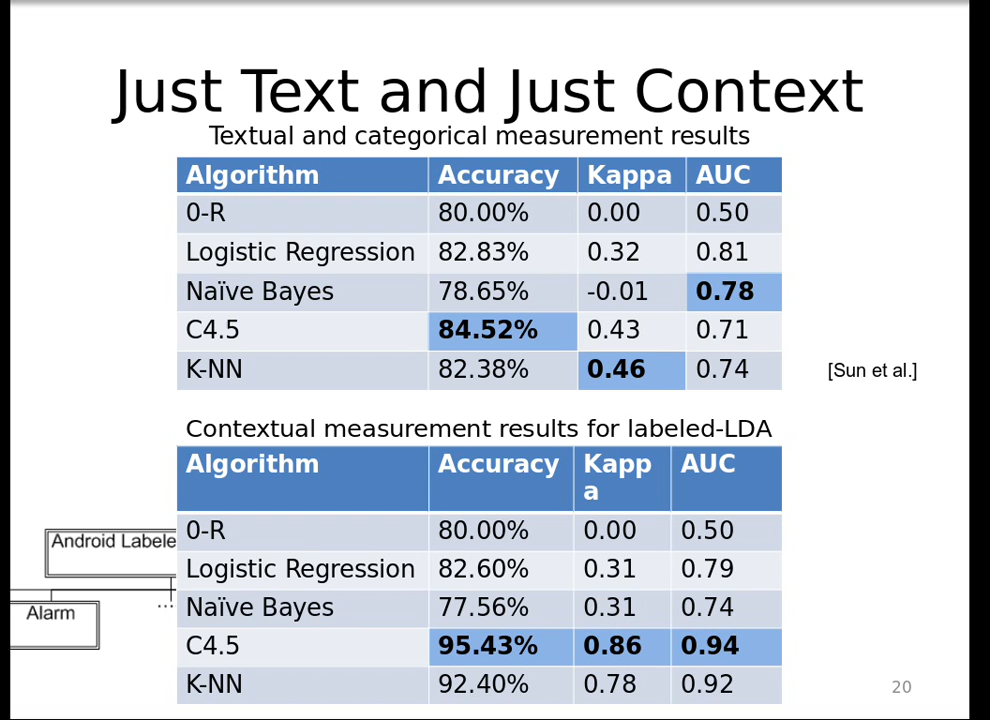 Just Text and Just Context
Textual and categorical measurement results
Algorithm Accuracy Kappa AUC
0-R 80.00% 0.00 0.50
Logistic Regression 82.83% 0.32 0.81
Naïve Bayes 78.65% -0.01 0.78
C4.5 84.52% 0.43 0.71
K-NN 82.38% 0.46 0.74
[Sun et al.]
Contextual measurement results for labeled-LDA
Algorithm Accuracy Kapp AUC
a
0-R 80.00% 0.00 0.50
Android Labele
Logistic Regression 82.60% 0.31 0.79
Naïve Bayes 77.56% 0.31 0.74
Alarm ...
C4.5 95.43% 0.86 0.94
K-NN 92.40% 0.78 0.92
20